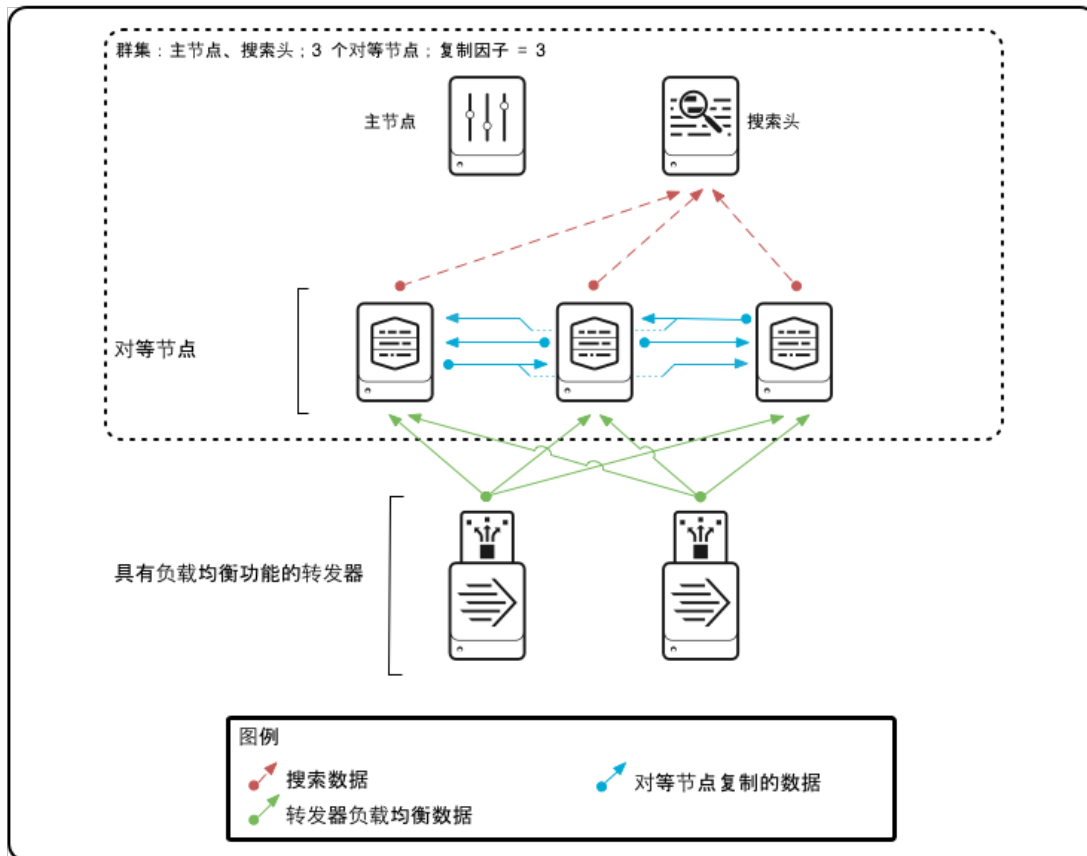 群集：主节点、搜索头；3 个对等节点；复制因子 = 3
主节点
搜索头
对等节点
具有负载均衡功能的转发器
图例
搜索数据
对等节点复制的数据
转发器负载均衡数据